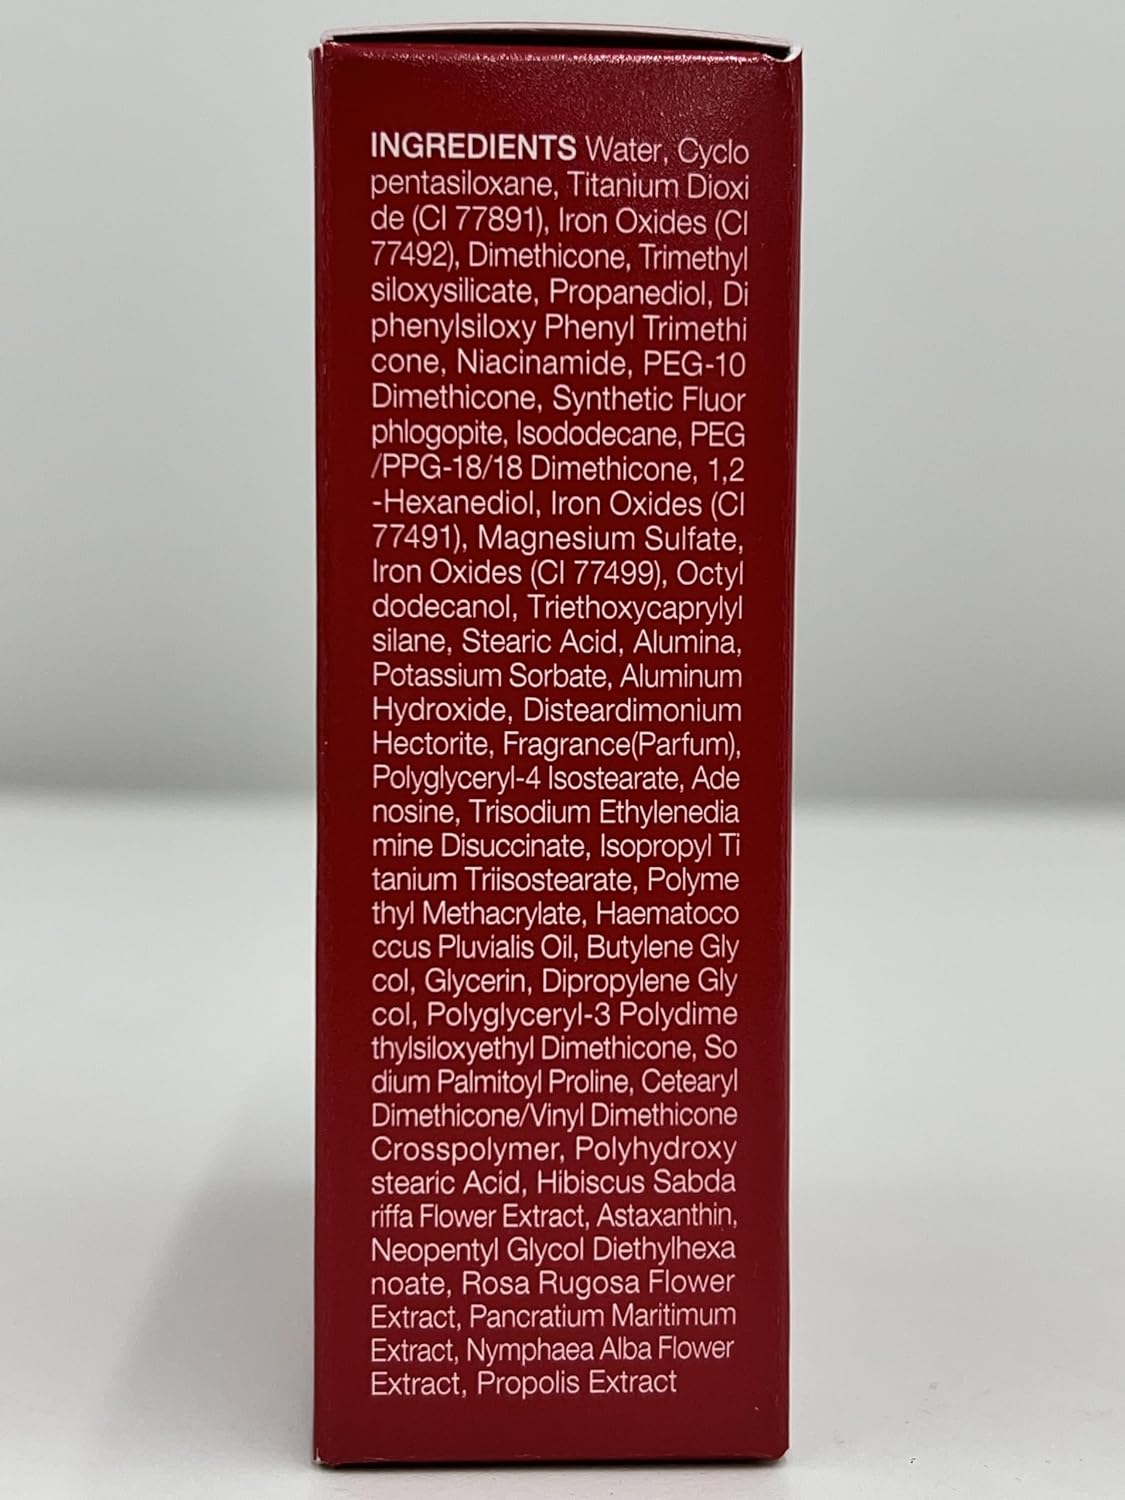 INGREDIENTS Water, Cyclo
pentasiloxane, Titanium Dioxi
de (CI 77891), Iron Oxides (CI
77492), Dimethicone, Trimethyl
siloxysilicate, Propanediol, Di
phenylsiloxy Phenyl Trimethi
cone, Niacinamide, PEG-10
Dimethicone, Synthetic Fluor
phlogopite, Isododecane, PEG
/PPG-18/18 Dimethicone, 1,2
-Hexanediol, Iron Oxides (CI
77491), Magnesium Sulfate,
Iron Oxides (CI 77499), Octyl
dodecanol, Triethoxycaprylyl
silane, Stearic Acid, Alumina,
Potassium Sorbate, Aluminum
Hydroxide, Disteardimonium
Hectorite, Fragrance(Parfum),
Polyglyceryl-4 Isostearate, Ade
nosine, Trisodium Ethylenedia
mine Disuccinate, Isopropyl Ti
tanium Triisostearate, Polyme
thyl Methacrylate, Haematoco
ccus Pluvialis Oil, Butylene Gly
col, Glycerin, Dipropylene Gly
col, Polyglyceryl-3 Polydime
thylsiloxyethyl Dimethicone, So
dium Palmitoyl Proline, Cetearyl
Dimethicone/Vinyl Dimethicone
Crosspolymer, Polyhydroxy
stearic Acid, Hibiscus Sabda
riffa Flower Extract, Astaxanthin,
Neopentyl Glycol Diethylhexa
noate, Rosa Rugosa Flower
Extract, Pancratium Maritimum
Extract, Nymphaea Alba Flower
Extract, Propolis Extract